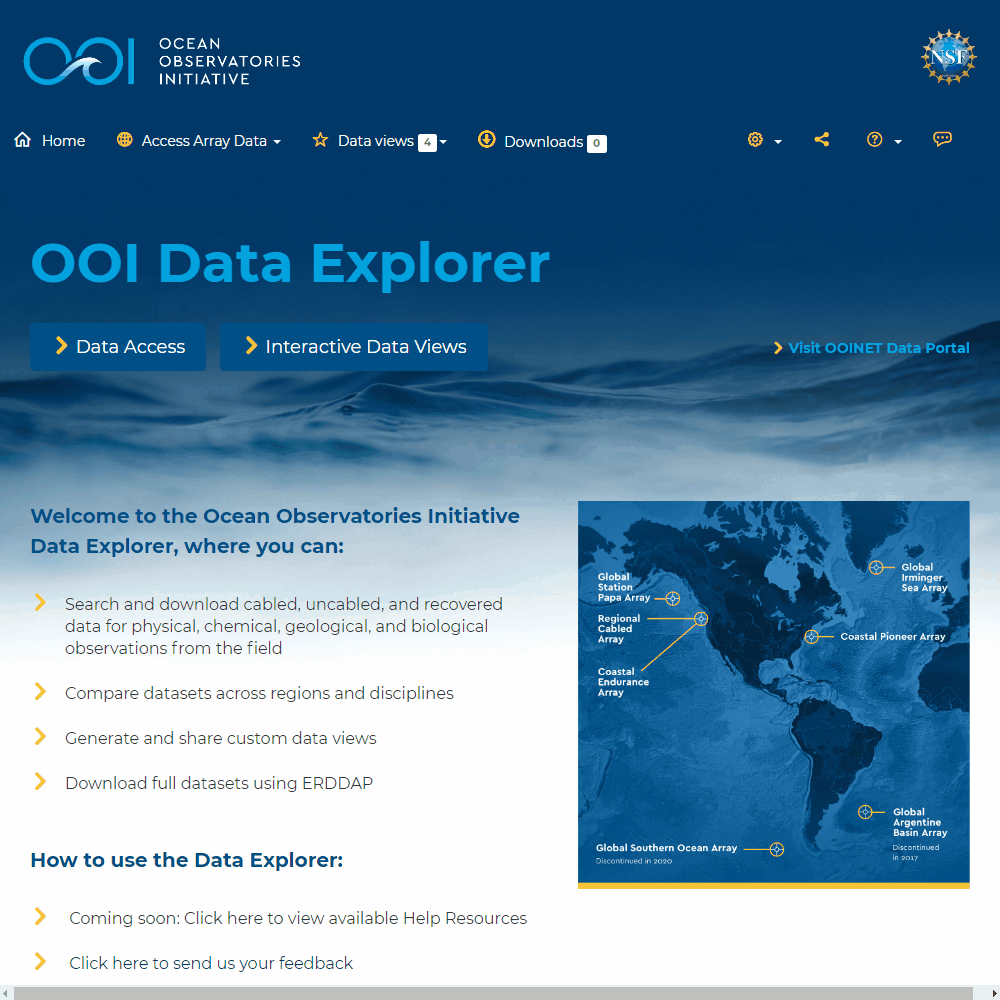 OCEAN
OBSERVATORIES
INITIATIVE
NSF
Home
Access Array Data
Data views 4
Downloads 0
OOI Data Explorer
Data Access
Interactive Data Views
Visit OOINET Data Portal
Welcome to the Ocean Observatories Initiative
Data Explorer, where you can:
Search and download cabled, uncabled, and recovered
data for physical, chemical, geological, and biological
observations from the field
Compare datasets across regions and disciplines
Generate and share custom data views
Download full datasets using ERDDAP
How to use the Data Explorer:
Coming soon: Click here to view available Help Resources
Click here to send us your feedback
Global
Station
Papa Array
Regional
Cabled
Array
Coastal
Endurance
Array
Global
Irminger
Sea Array
Coastal Pioneer Array
Global
Argentine
Basin Array
Discontinued
in 2017
Global Southern Ocean Array
Discontinued in 2020